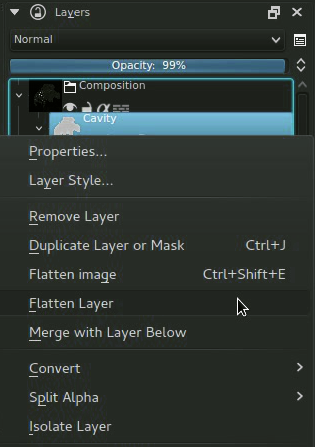 Layers
Normal
Opacity: 99%
Composition
Cavity
Properties...
Layer Style...
Remove Layer
Duplicate Layer or Mask Ctrl+J
Flatten image Ctrl+Shift+E
Flatten Layer
Merge with Layer Below
Convert
Split Alpha
Isolate Layer